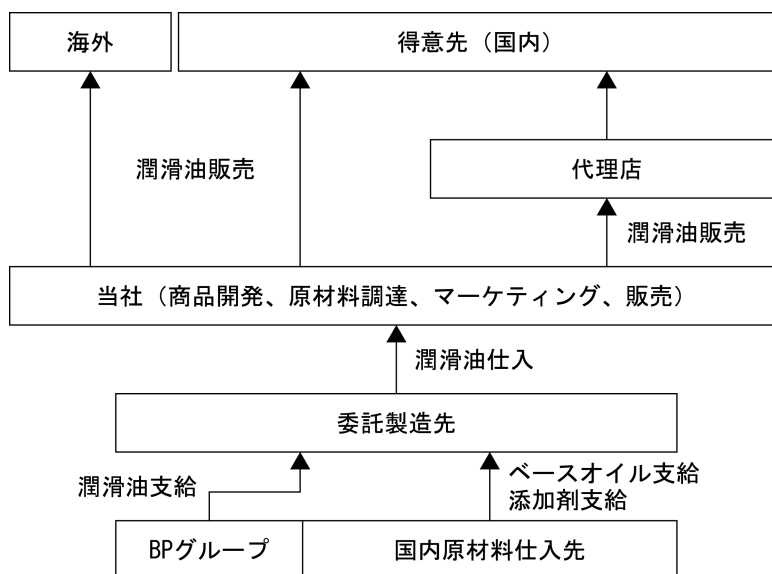 海外
得意先（国内）
潤滑油販売
代理店
潤滑油販売
当社（商品開発、原材料調達、マーケティング、販売）
潤滑油仕入
委託製造先
潤滑油支給
ベースオイル支給
添加剤支給
BPグループ
国内原材料仕入先